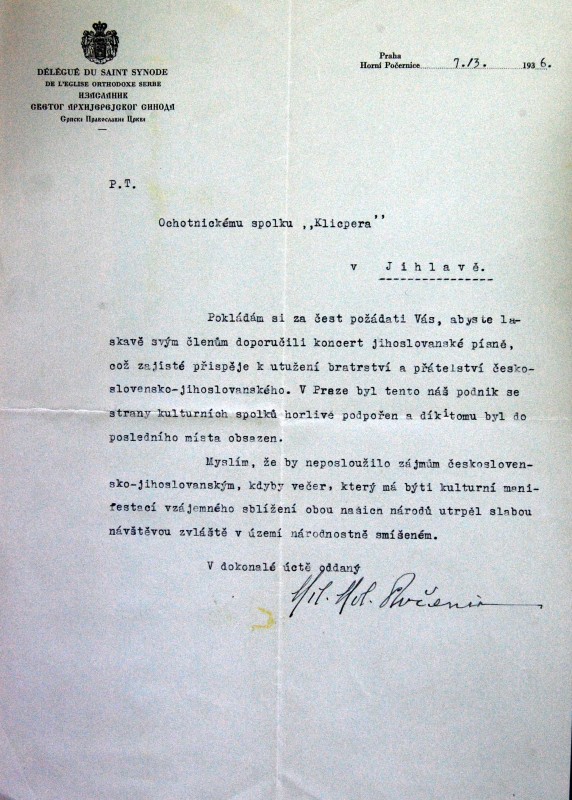 DÉLÉGUÉ DU SAINT SYNODE
DE L'EGLISE ORTHODOXE SERBE
ИЗАСЛАНИК
СВЕТОГ АРХИЈЕРЕЈСКОГ СИНОДА
Српске Православне Цркве
Praha
Horní Počernice 7./3. 1936.
P.T.
Ochotnickému spolku ,,Klicpera''
v Jihlavě.
Pokládám si za čest požádati Vás, abyste la-
skavě svým členům doporučili koncert jihoslovanské písně,
což zajisté přispěje k utužení bratrství a přátelství česko-
slovensko-jihoslovanského. V Praze byl tento náš podnik se
strany kulturních spolků horlivě podpořen a díkitomu byl do
posledního místa obsazen.
Myslím, že by neposloužilo zájmům českosloven-
sko-jihoslovanským, kdyby večer, který má býti kulturní mani-
festací vzájemného sblížení obou našich národů utrpěl slabou
návštěvou zvláště v území národnostně smíšeném.
V dokonalé úctě oddaný